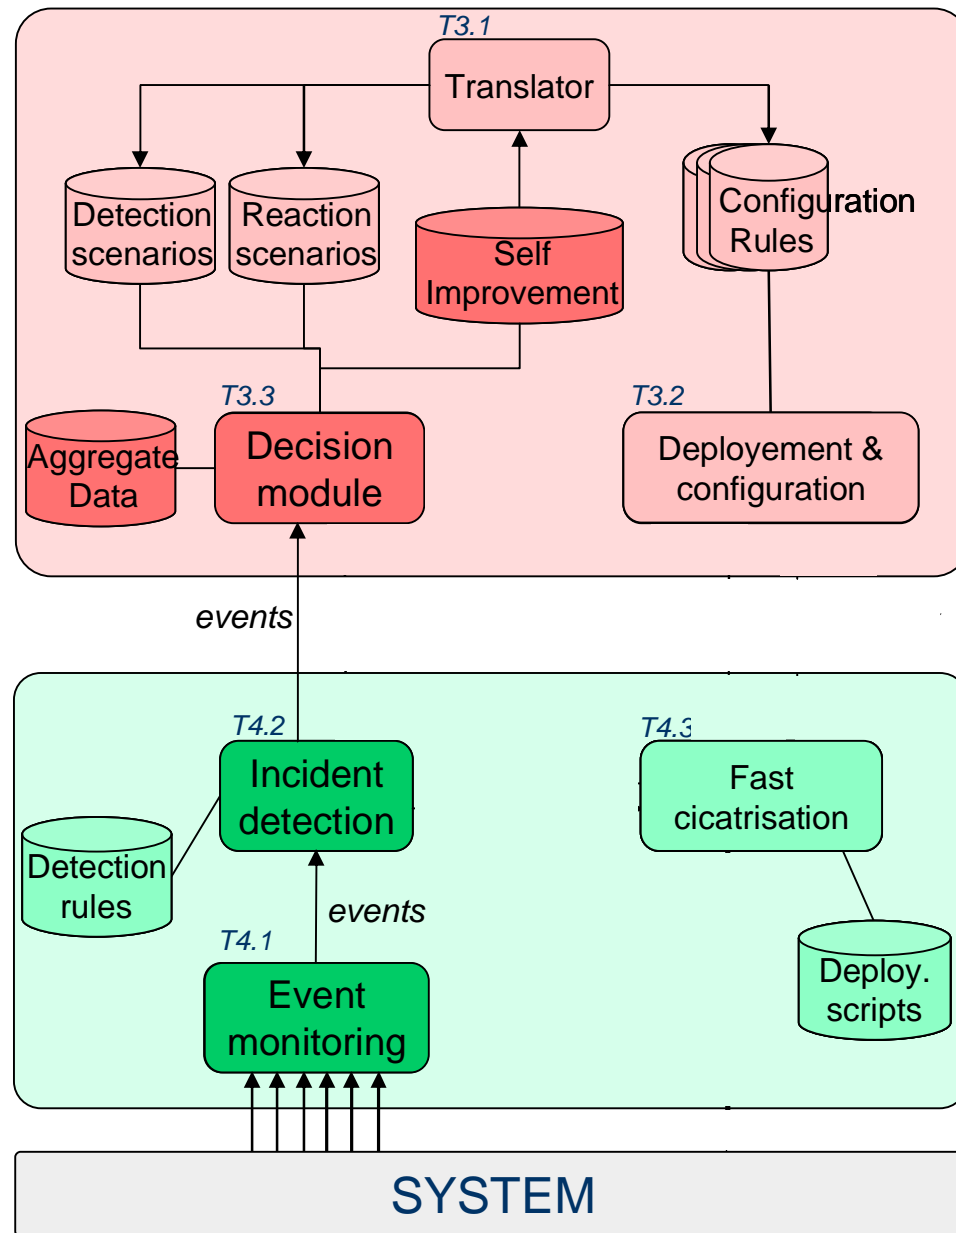 T3.1
Translator
Detection
scenarios
Reaction
scenarios
Self
Improvement
Configuration
Rules
T3.3
Decision
module
Aggregate
Data
T3.2
Deployement &
configuration
events
T4.2
Incident
detection
Detection
rules
T4.3
Fast
cicatrisation
events
T4.1
Event
monitoring
Deploy.
scripts
SYSTEM